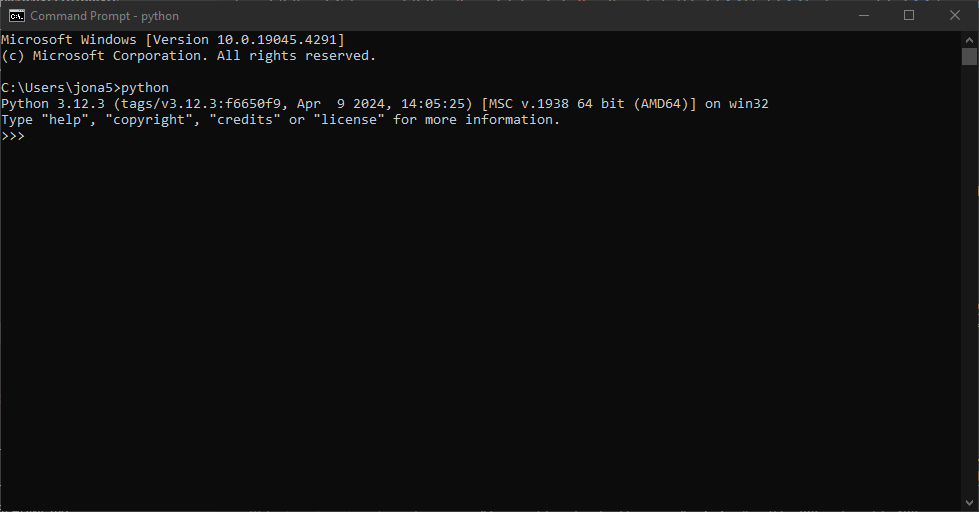 Command Prompt - python
Microsoft Windows [Version 10.0.19045.4291]
(c) Microsoft Corporation. All rights reserved.
C:\Users\jona5>python
Python 3.12.3 (tags/v3.12.3:f6650f9, Apr  9 2024, 14:05:25) [MSC v.1938 64 bit (AMD64)] on win32
Type "help", "copyright", "credits" or "license" for more information.
>>>